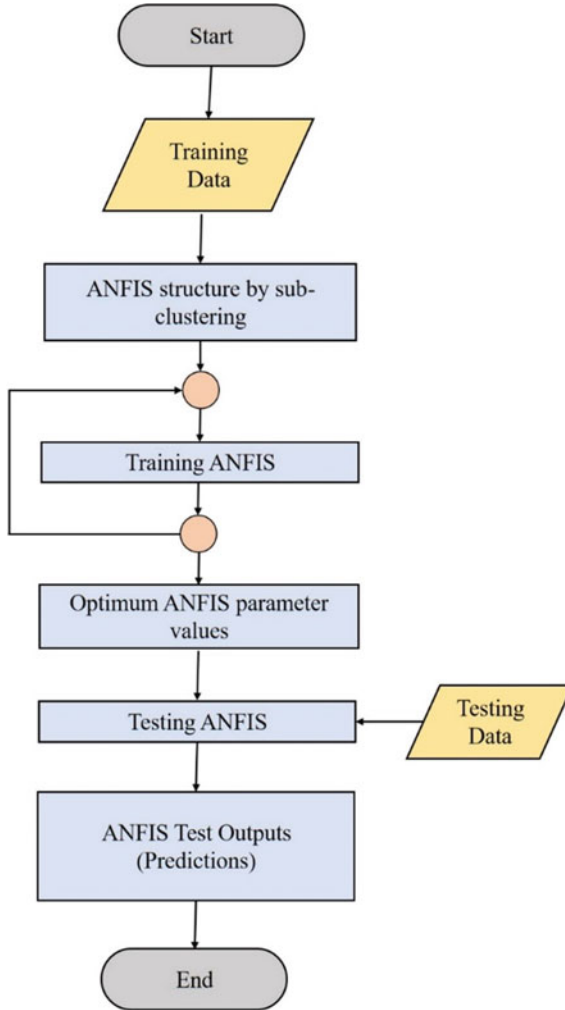 Start
Training
Data
ANFIS structure by sub-
clustering
Training ANFIS
Optimum ANFIS parameter
values
Testing ANFIS
Testing
Data
ANFIS Test Outputs
(Predictions)
End